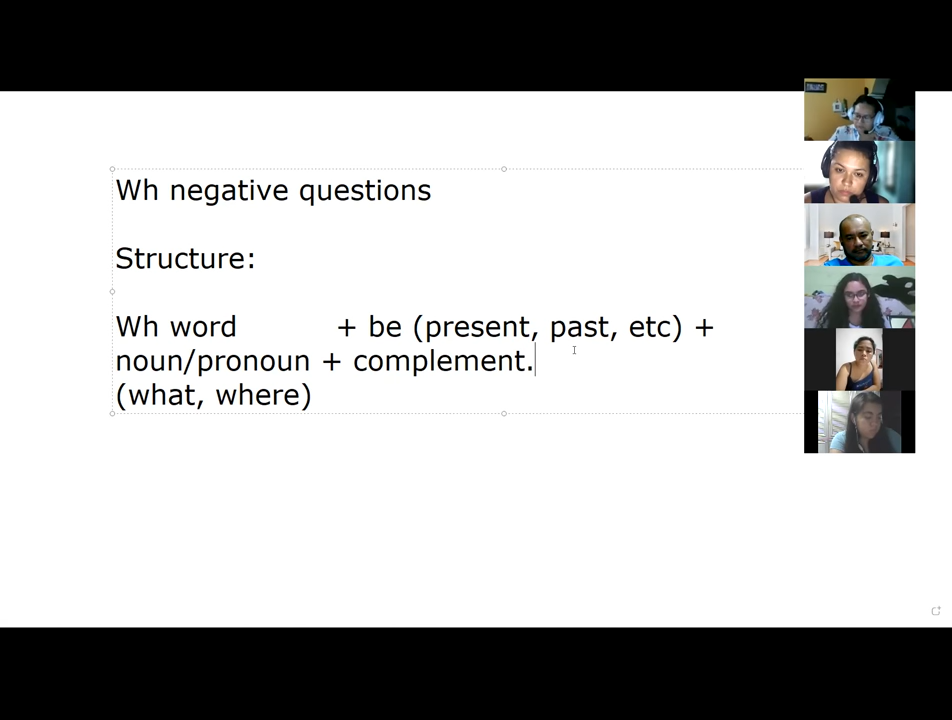 Wh negative questions
Structure:
Wh word + be (present, past, etc) +
noun/pronoun + complement.
(what, where)